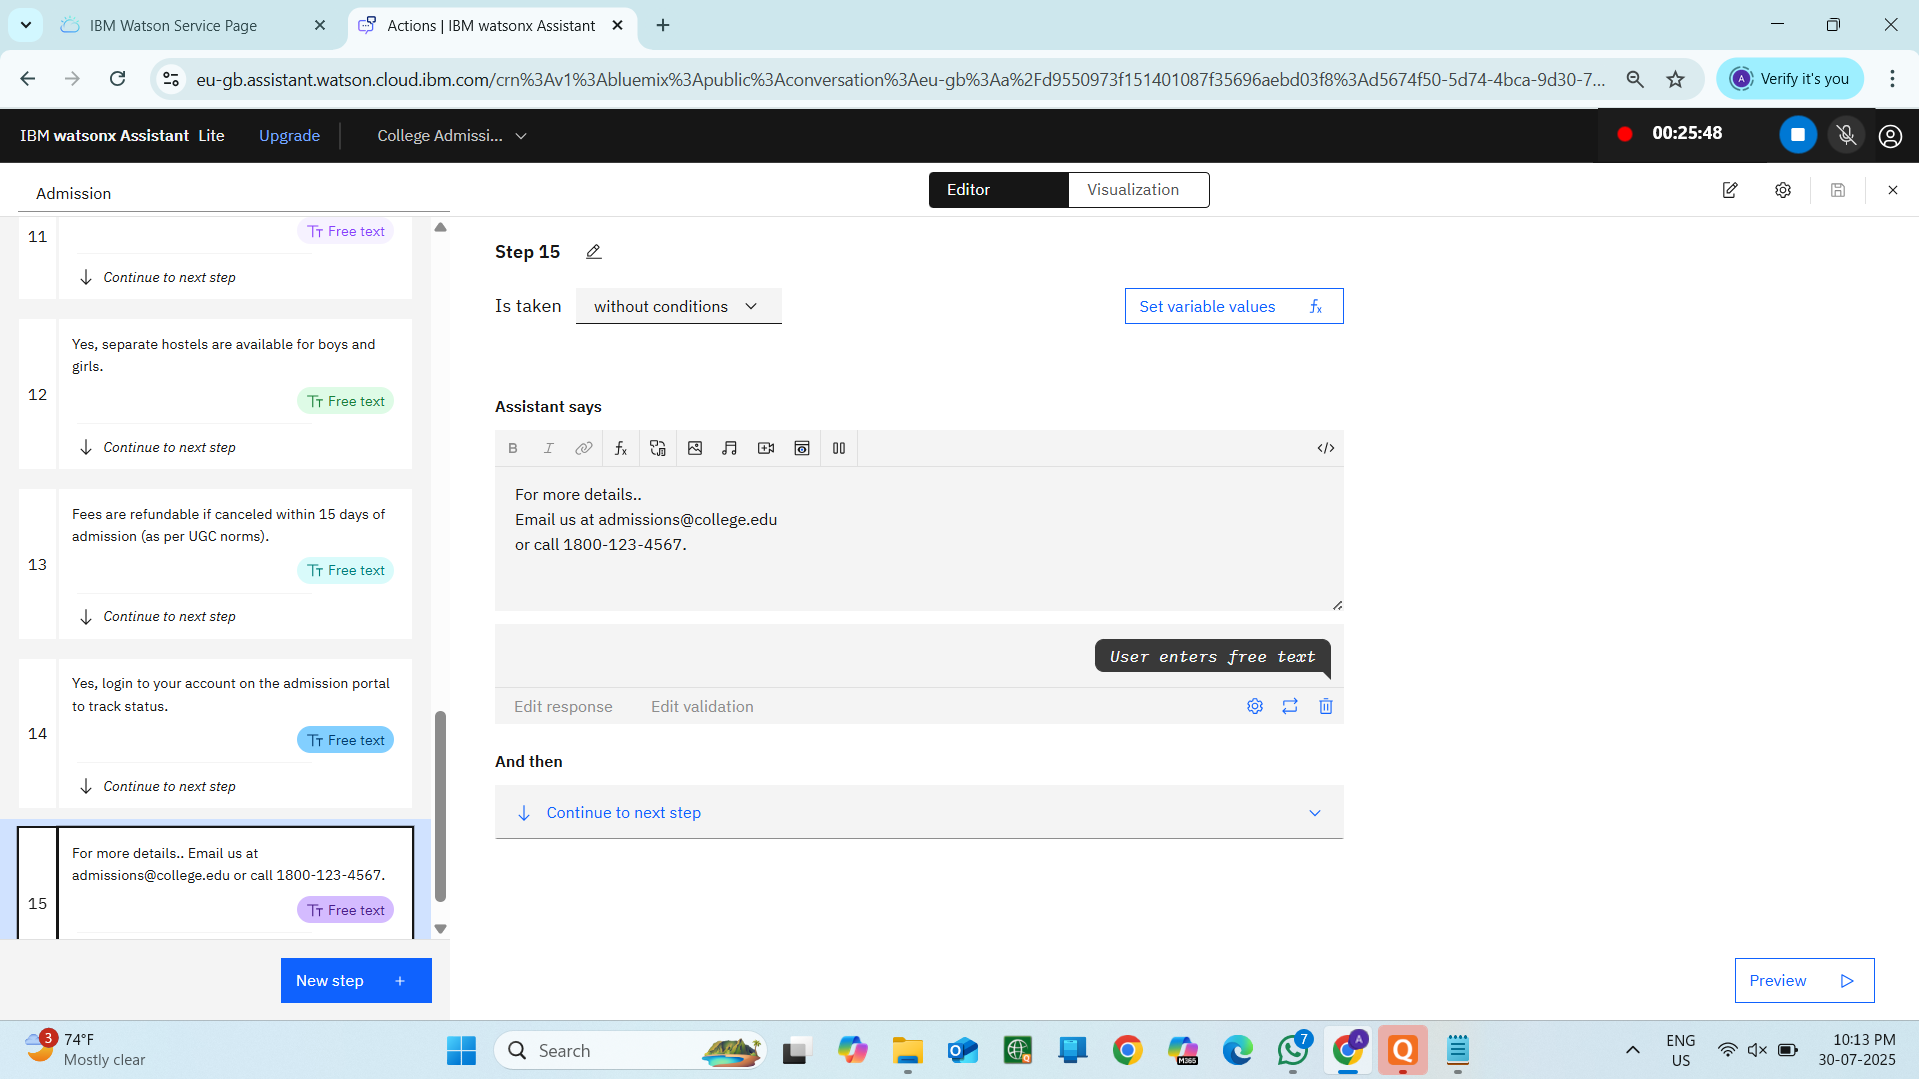 IBM Watson Service Page
Actions | IBM watsonx Assistant
eu-gb.assistant.watson.cloud.ibm.com/crn%3Av1%3Abluemix%3Apublic%3Aconversation%3Aeu-gb%3Aa%2Fd9550973f151401087f35696aebd03f8%3Ad5674f50-5d74-4bca-9d30-7...
A
Verify it's you
IBM watsonx Assistant Lite
Upgrade
College Admissi...
00:25:48
Admission
Editor
Visualization
11
Free text
Continue to next step
12
Yes, separate hostels are available for boys and
girls.
Free text
Continue to next step
13
Fees are refundable if canceled within 15 days of
admission (as per UGC norms).
Free text
Continue to next step
14
Yes, login to your account on the admission portal
to track status.
Free text
Continue to next step
15
For more details.. Email us at
admissions@college.edu or call 1800-123-4567.
Free text
New step +
Step 15
Is taken
without conditions
Set variable values fx
Assistant says
B I fx </>
For more details..
Email us at admissions@college.edu
or call 1800-123-4567.
User enters free text
Edit response
Edit validation
And then
Continue to next step
Preview
3
74°F
Mostly clear
Search
M365
7
A
Q
ENG
US
10:13 PM
30-07-2025